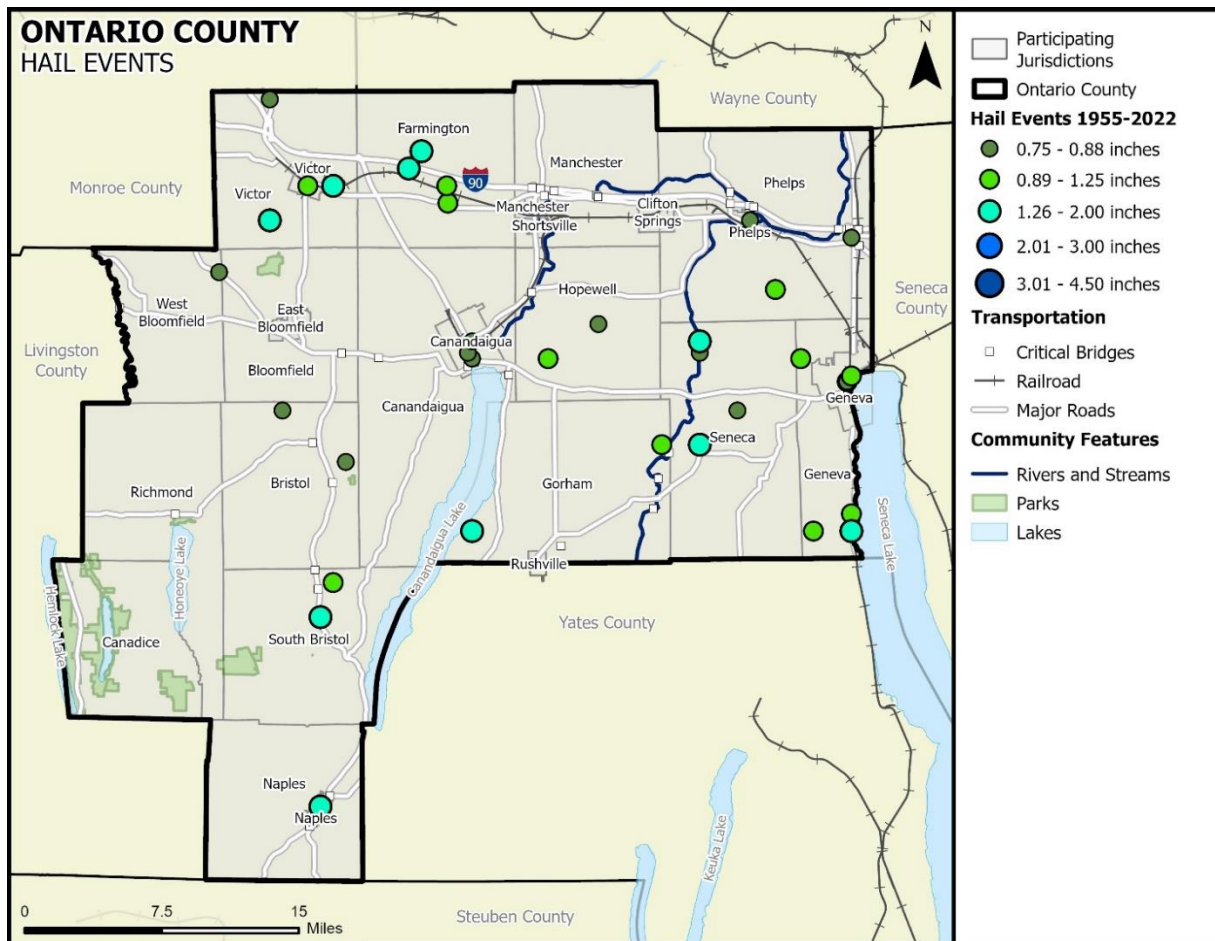 ONTARIO COUNTY
HAIL EVENTS
N
Wayne County
Farmington
Manchester
Victor
Monroe County
90
Phelps
Victor
Manchester
Shortsville
Clifton
Springs
Phelps
Hopewell
Seneca
County
West
Bloomfield
East
Bloomfield
Canandaigua
Livingston
County
Bloomfield
Canandaigua
Geneva
Seneca
Richmond
Bristol
Gorham
Geneva
Canandaigua Lake
Seneca Lake
Honeoye Lake
Rushville
Hemlock Lake
Canadice
South Bristol
Yates County
Naples
Naples
Keuka Lake
Steuben County
0 7.5 15
Miles
Participating
Jurisdictions
Ontario County
Hail Events 1955-2022
0.75 - 0.88 inches
0.89 - 1.25 inches
1.26 - 2.00 inches
2.01 - 3.00 inches
3.01 - 4.50 inches
Transportation
Critical Bridges
Railroad
Major Roads
Community Features
Rivers and Streams
Parks
Lakes